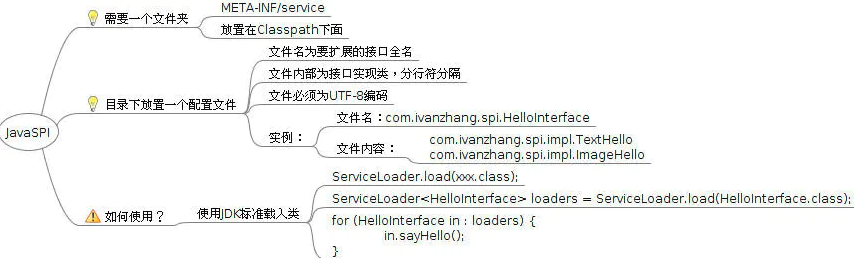 JavaSPI
需要一个文件夹
META-INF/service
放置在Classpath下面
目录下放置一个配置文件
文件名为要扩展的接口全名
文件内部为接口实现类，分行符分隔
文件必须为UTF-8编码
实例：
文件名：com.ivanzhang.spi.HelloInterface
文件内容：
com.ivanzhang.spi.impl.TextHello
com.ivanzhang.spi.impl.ImageHello
如何使用？
使用JDK标准载入类
ServiceLoader.load(xxx.class);
ServiceLoader<HelloInterface> loaders = ServiceLoader.load(HelloInterface.class);
for (HelloInterface in : loaders) {
in.sayHello();
}